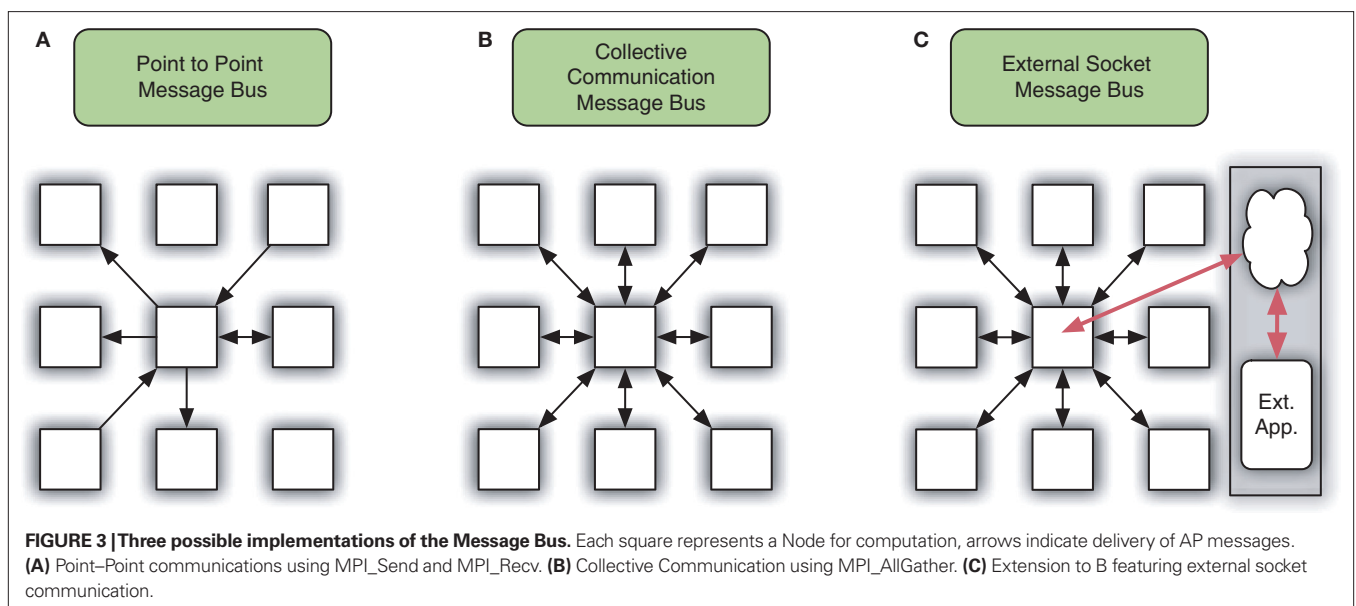 A
Point to Point
Message Bus
B
Collective
Communication
Message Bus
C
External Socket
Message Bus
Ext.
App.
FIGURE 3 | Three possible implementations of the Message Bus. Each square represents a Node for computation, arrows indicate delivery of AP messages.
(A) Point–Point communications using MPI_Send and MPI_Recv. (B) Collective Communication using MPI_AllGather. (C) Extension to B featuring external socket
communication.